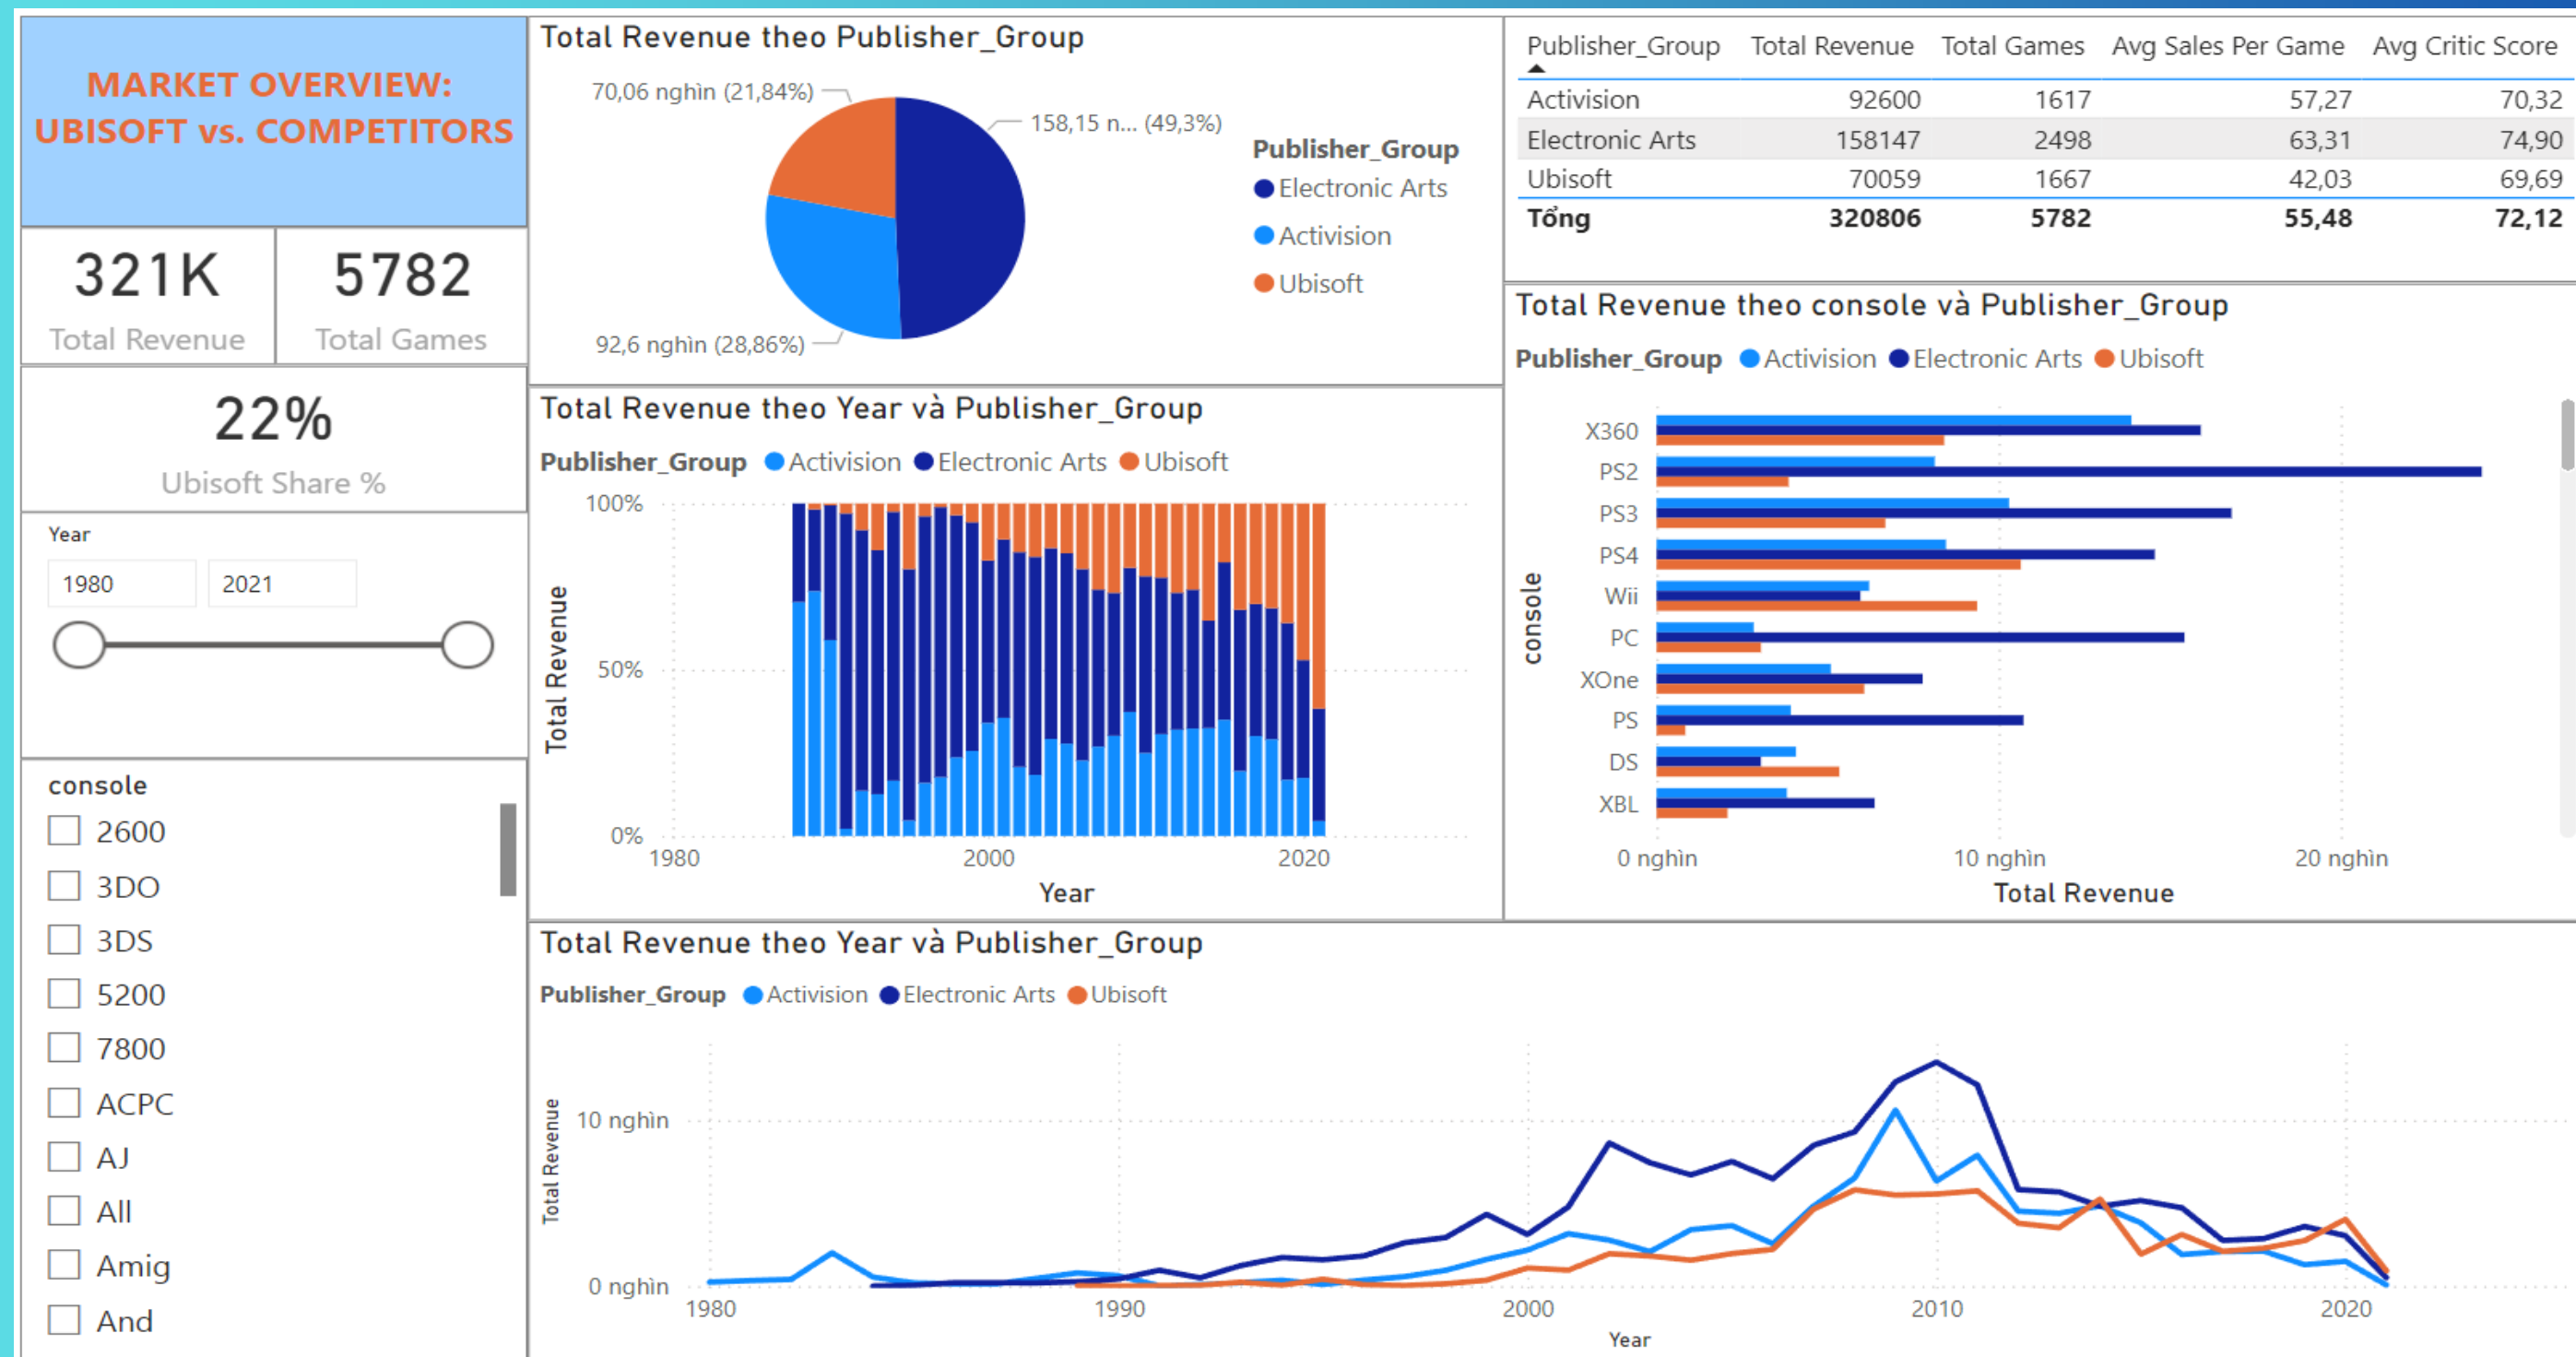 MARKET OVERVIEW:
UBISOFT vs. COMPETITORS
321K
Total Revenue
5782
Total Games
22%
Ubisoft Share %
Year
1980
2021
console
2600
3DO
3DS
5200
7800
ACPC
AJ
All
Amig
And
Total Revenue theo Publisher_Group
70,06 nghìn (21,84%)
158,15 n... (49,3%)
92,6 nghìn (28,86%)
Publisher_Group
Electronic Arts
Activision
Ubisoft
Total Revenue theo Year và Publisher_Group
Publisher_Group Activision Electronic Arts Ubisoft
Total Revenue
100%
50%
0%
1980 2000 2020
Year
Publisher_Group Total Revenue Total Games Avg Sales Per Game Avg Critic Score
Activision 92600 1617 57,27 70,32
Electronic Arts 158147 2498 63,31 74,90
Ubisoft 70059 1667 42,03 69,69
Tổng 320806 5782 55,48 72,12
Total Revenue theo console và Publisher_Group
Publisher_Group Activision Electronic Arts Ubisoft
console
X360
PS2
PS3
PS4
Wii
PC
XOne
PS
DS
XBL
0 nghìn 10 nghìn 20 nghìn
Total Revenue
Total Revenue theo Year và Publisher_Group
Publisher_Group Activision Electronic Arts Ubisoft
Total Revenue
10 nghìn
0 nghìn
1980 1990 2000 2010 2020
Year